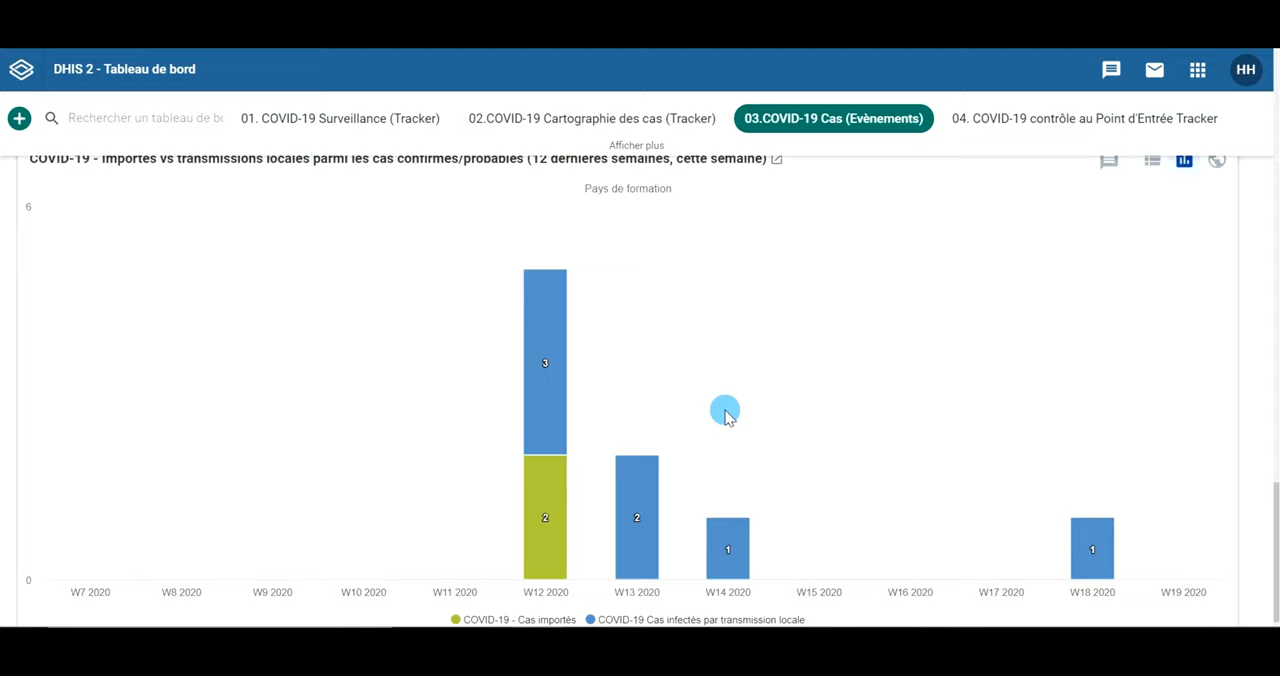 DHIS 2 - Tableau de bord
HH
Rechercher un tableau de bo
01. COVID-19 Surveillance (Tracker)
02.COVID-19 Cartographie des cas (Tracker)
03.COVID-19 Cas (Evènements)
04. COVID-19 contrôle au Point d'Entrée Tracker
Afficher plus
COVID-19 - Importés vs transmissions locales parmi les cas confirmés/probables (12 dernières semaines, cette semaine)
Pays de formation
6
3
2
2
1
1
0
W7 2020
W8 2020
W9 2020
W10 2020
W11 2020
W12 2020
W13 2020
W14 2020
W15 2020
W16 2020
W17 2020
W18 2020
W19 2020
COVID-19 - Cas importés
COVID-19 Cas infectés par transmission locale